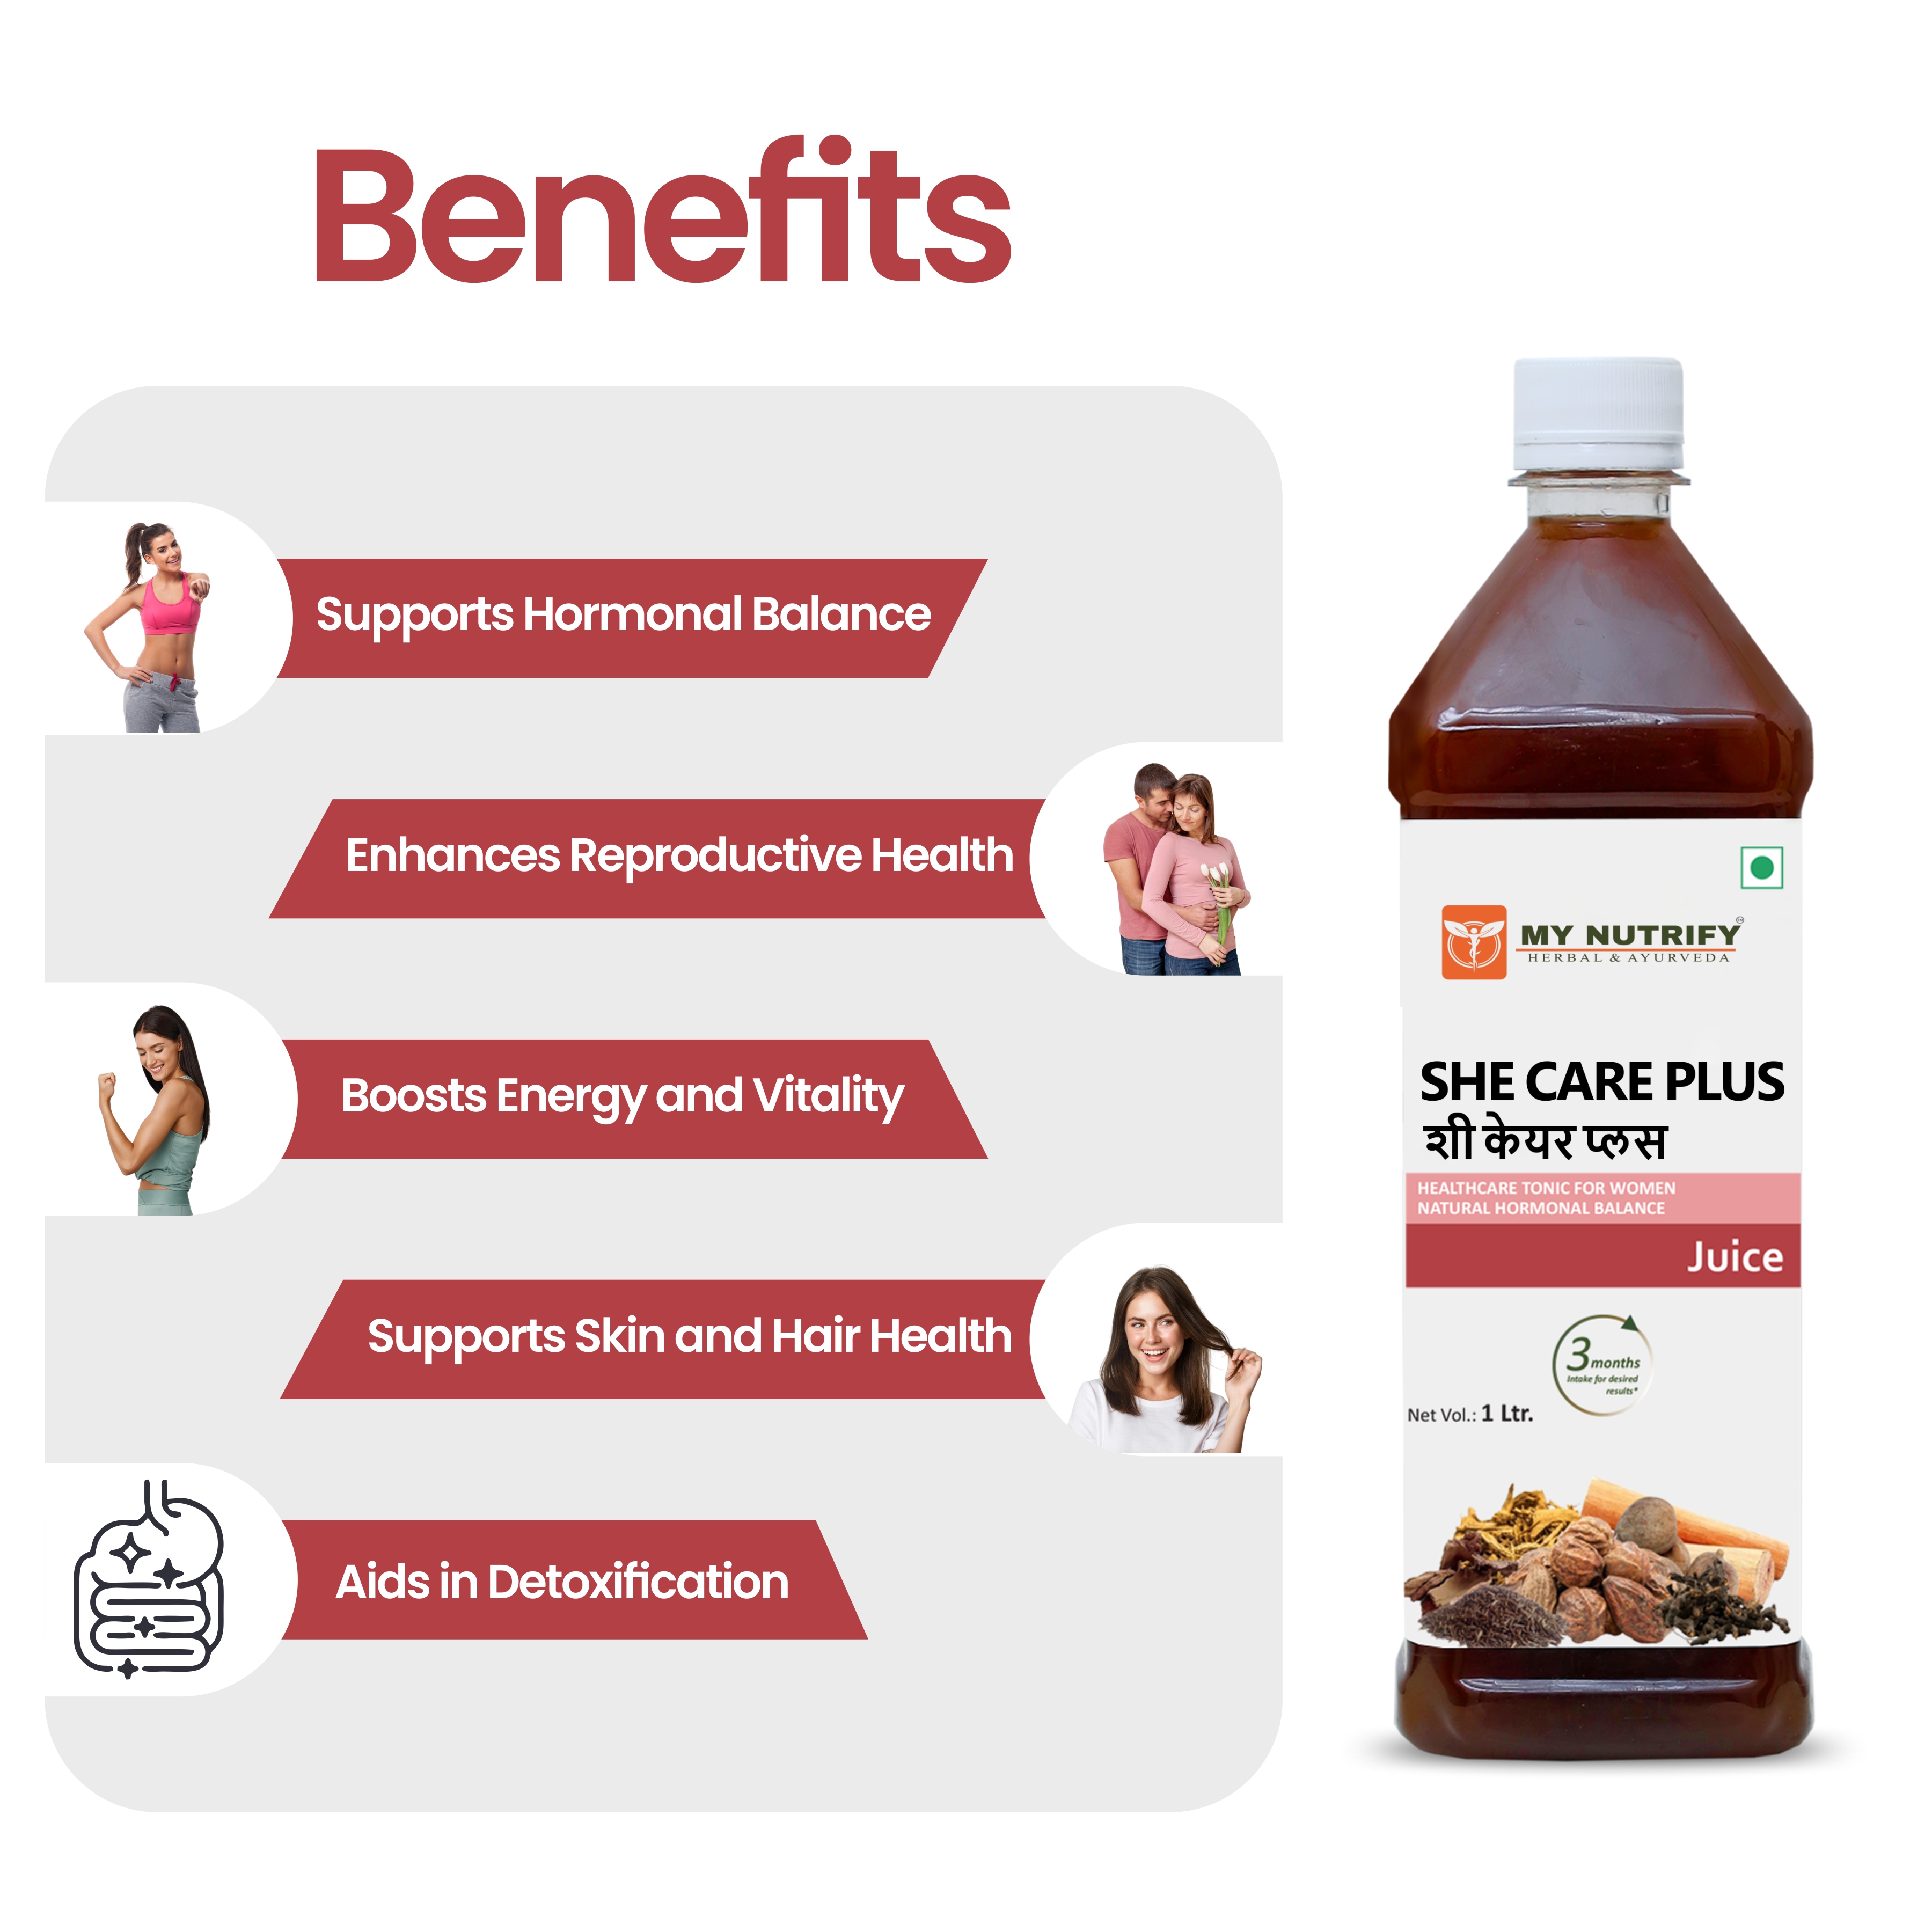 Benefits
Supports Hormonal Balance
Enhances Reproductive Health
Boosts Energy and Vitality
Supports Skin and Hair Health
Aids in Detoxification
MY NUTRIFY
HERBAL & AYURVEDA
SHE CARE PLUS
शी केयर प्लस
HEALTHCARE TONIC FOR WOMEN
NATURAL HORMONAL BALANCE
Juice
3 months
Intake for desired
results*
Net Vol.: 1 Ltr.